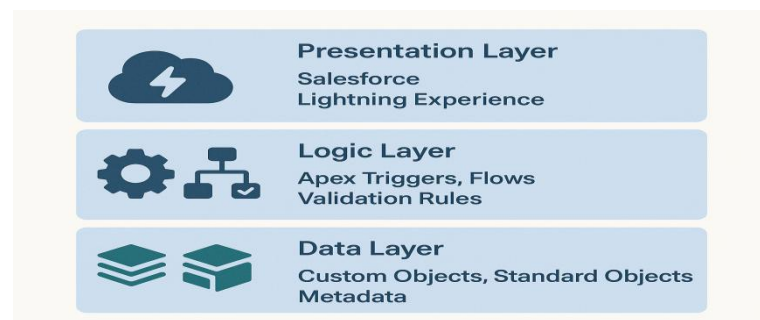 Presentation Layer
Salesforce
Lightning Experience
Logic Layer
Apex Triggers, Flows
Validation Rules
Data Layer
Custom Objects, Standard Objects
Metadata